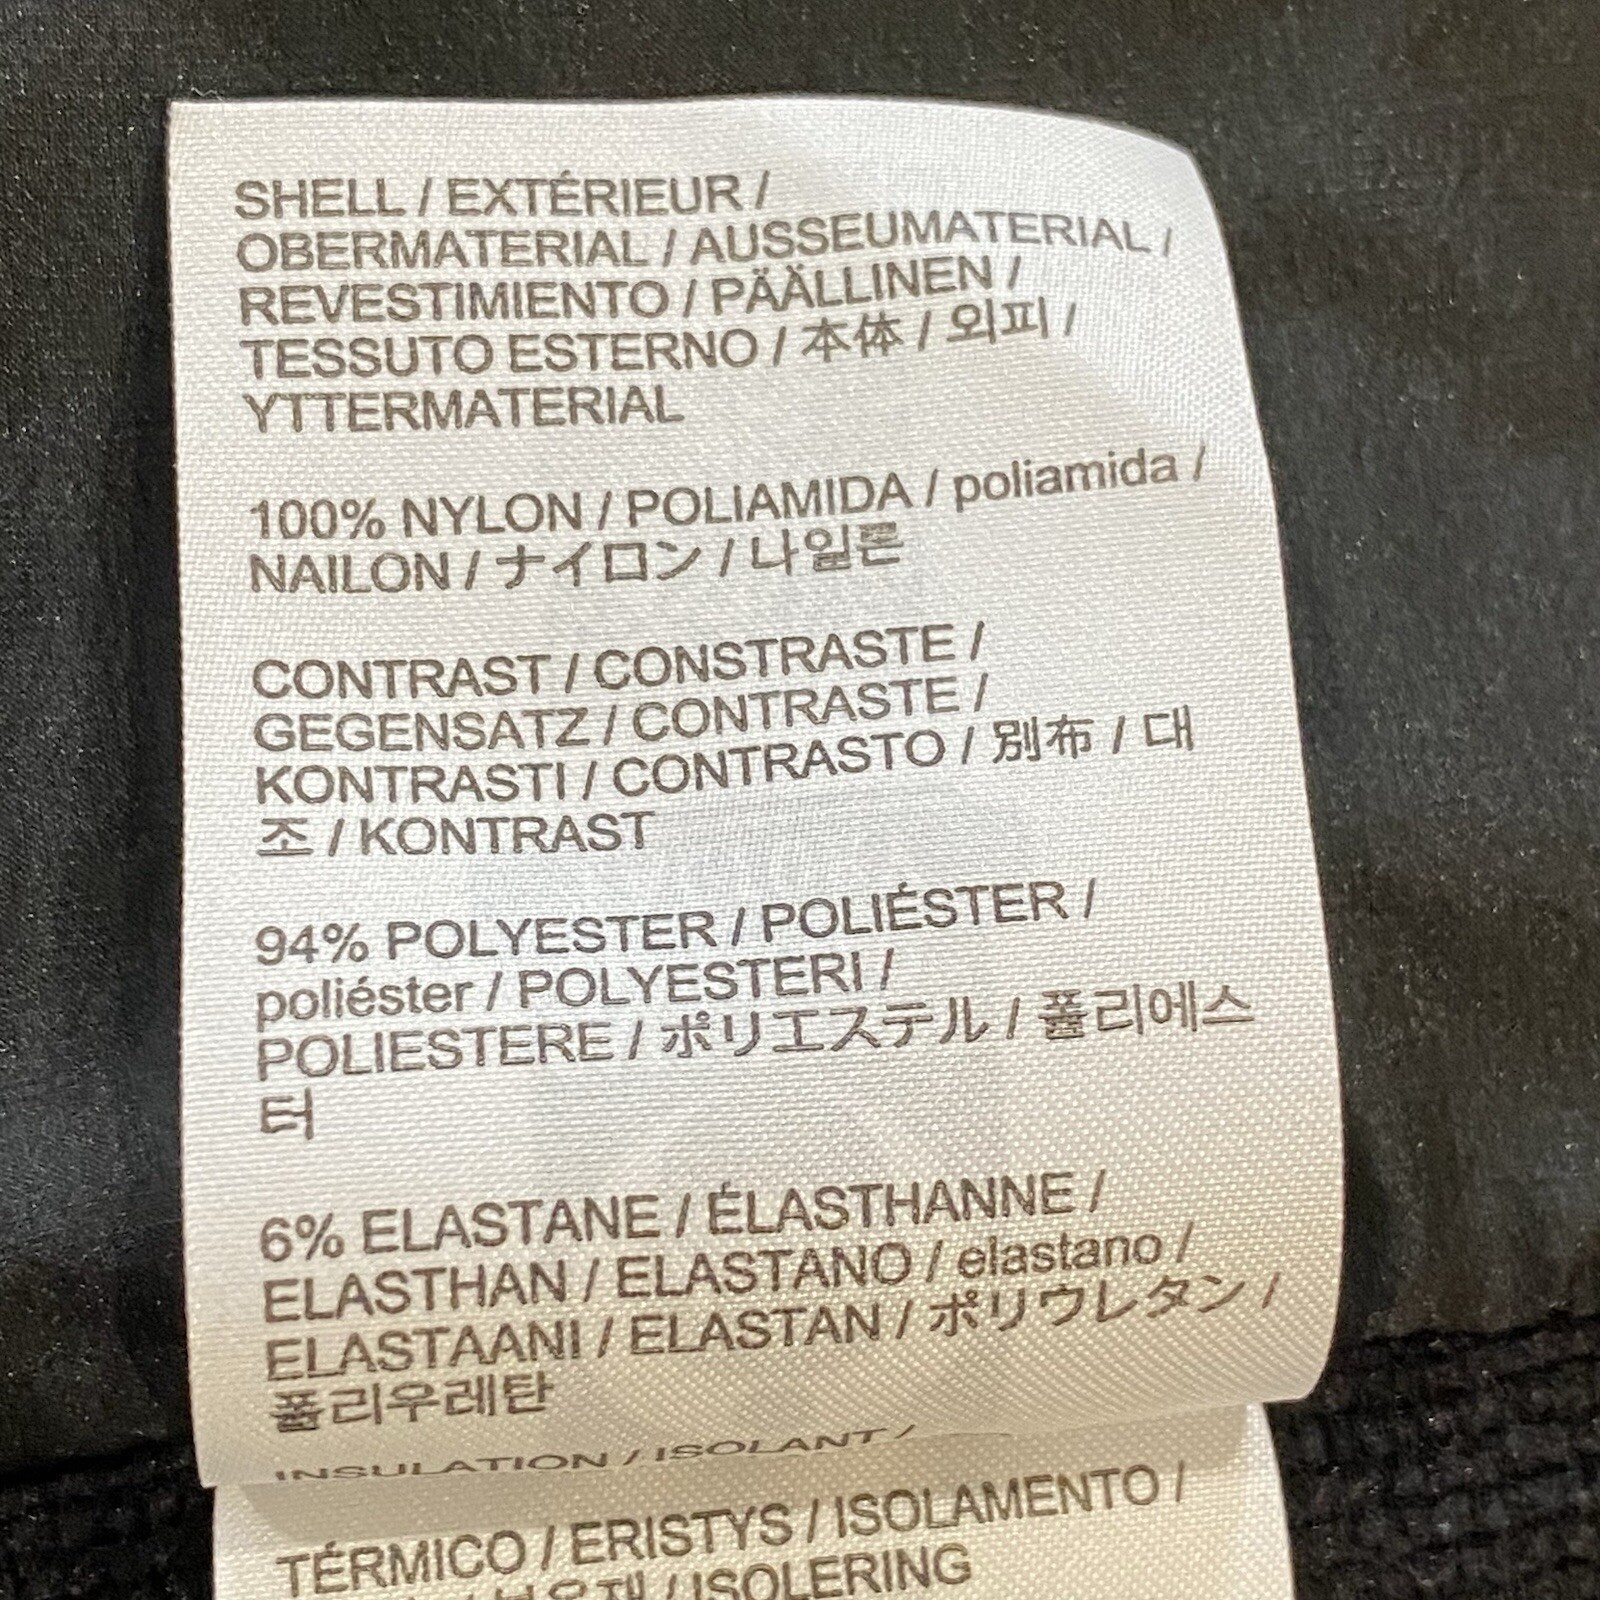 SHELL / EXTÉRIEUR /
OBERMATERIAL / AUSSEUMATERIAL /
REVESTIMIENTO / PÄÄLLINEN /
TESSUTO ESTERNO / 本体 / 외피 /
YTTERMATERIAL
100% NYLON / POLIAMIDA / poliamida /
NAILON / ナイロン / 나일론
CONTRAST / CONSTRASTE /
GEGENSATZ / CONTRASTE /
KONTRASTI / CONTRASTO / 別布 / 대
조 / KONTRAST
94% POLYESTER / POLIÉSTER /
poliéster / POLYESTERI /
POLIESTERE / ポリエステル / 폴리에스
터
6% ELASTANE / ÉLASTHANNE /
ELASTHAN / ELASTANO / elastano /
ELASTAANI / ELASTAN / ポリウレタン /
폴리우레탄
INSULATION / ISOLANT /
TÉRMICO / ERISTYS / ISOLAMENTO /
/ ISOLERING